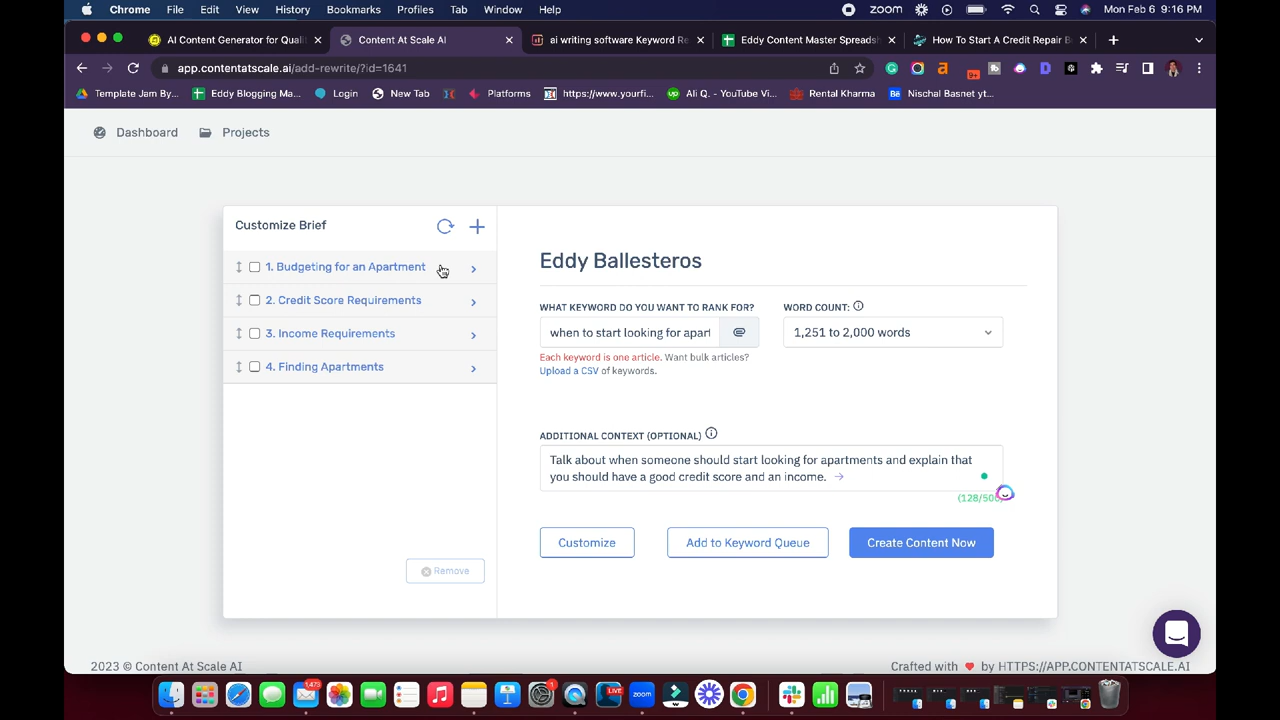 Chrome File Edit View History Bookmarks Profiles Tab Window Help zoom Mon Feb 6 9:16 PM
AI Content Generator for Quali
Content At Scale AI
ai writing software Keyword Re
Eddy Content Master Spreadsh
How To Start A Credit Repair B
app.contentatscale.ai/add-rewrite/?id=1641
9+
Template Jam By... Eddy Blogging Ma... Login New Tab Platforms https://www.yourfi... Ali Q. - YouTube Vi... Rental Kharma Nischal Basnet yt...
Dashboard Projects
Customize Brief
1. Budgeting for an Apartment
2. Credit Score Requirements
3. Income Requirements
4. Finding Apartments
Remove
Eddy Ballesteros
WHAT KEYWORD DO YOU WANT TO RANK FOR? WORD COUNT:
when to start looking for apart 1,251 to 2,000 words
Each keyword is one article. Want bulk articles?
Upload a CSV of keywords.
ADDITIONAL CONTEXT (OPTIONAL)
Talk about when someone should start looking for apartments and explain that
you should have a good credit score and an income.
(128/500)
Customize Add to Keyword Queue Create Content Now
2023 © Content At Scale AI Crafted with by HTTPS://APP.CONTENTATSCALE.AI
1,473 1 LIVE zoom